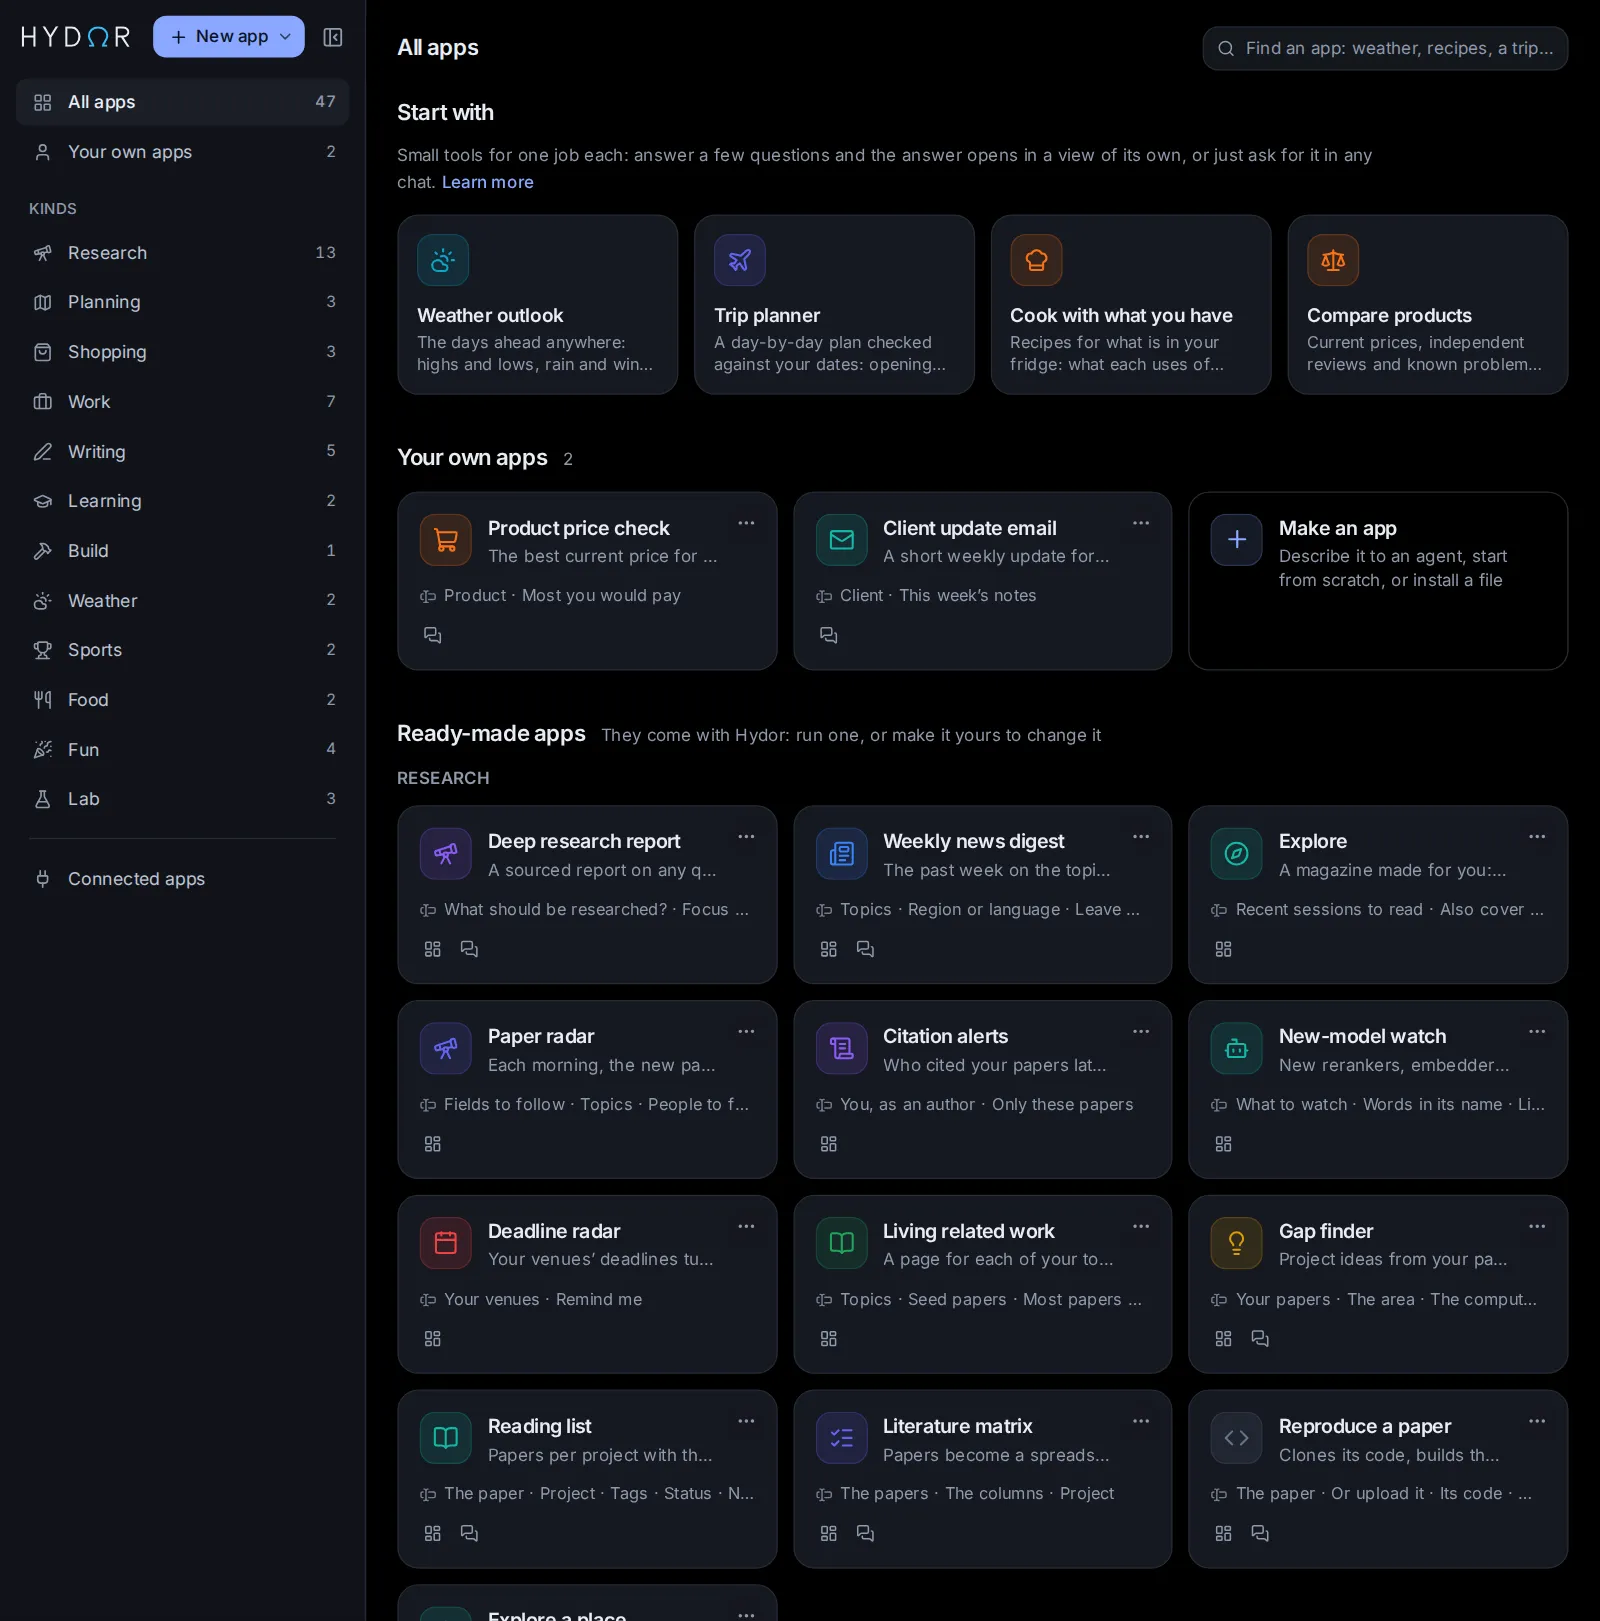 HYDΩR
New app
All apps 47
Your own apps 2
KINDS
Research 13
Planning 3
Shopping 3
Work 7
Writing 5
Learning 2
Build 1
Weather 2
Sports 2
Food 2
Fun 4
Lab 3
Connected apps
All apps
Find an app: weather, recipes, a trip...
Start with
Small tools for one job each: answer a few questions and the answer opens in a view of its own, or just ask for it in any
chat. Learn more
Weather outlook
The days ahead anywhere:
highs and lows, rain and win...
Trip planner
A day-by-day plan checked
against your dates: opening...
Cook with what you have
Recipes for what is in your
fridge: what each uses of...
Compare products
Current prices, independent
reviews and known problem...
Your own apps 2
Product price check
The best current price for ...
Product · Most you would pay
Client update email
A short weekly update for...
Client · This week's notes
Make an app
Describe it to an agent, start
from scratch, or install a file
Ready-made apps They come with Hydor: run one, or make it yours to change it
RESEARCH
Deep research report
A sourced report on any q...
What should be researched? · Focus ...
Weekly news digest
The past week on the topi...
Topics · Region or language · Leave ...
Explore
A magazine made for you:...
Recent sessions to read · Also cover ...
Paper radar
Each morning, the new pa...
Fields to follow · Topics · People to f...
Citation alerts
Who cited your papers lat...
You, as an author · Only these papers
New-model watch
New rerankers, embedder...
What to watch · Words in its name · Li...
Deadline radar
Your venues' deadlines tu...
Your venues · Remind me
Living related work
A page for each of your to...
Topics · Seed papers · Most papers ...
Gap finder
Project ideas from your pa...
Your papers · The area · The comput...
Reading list
Papers per project with th...
The paper · Project · Tags · Status · N...
Literature matrix
Papers become a spreads...
The papers · The columns · Project
Reproduce a paper
Clones its code, builds th...
The paper · Or upload it · Its code · ...
Explore a place